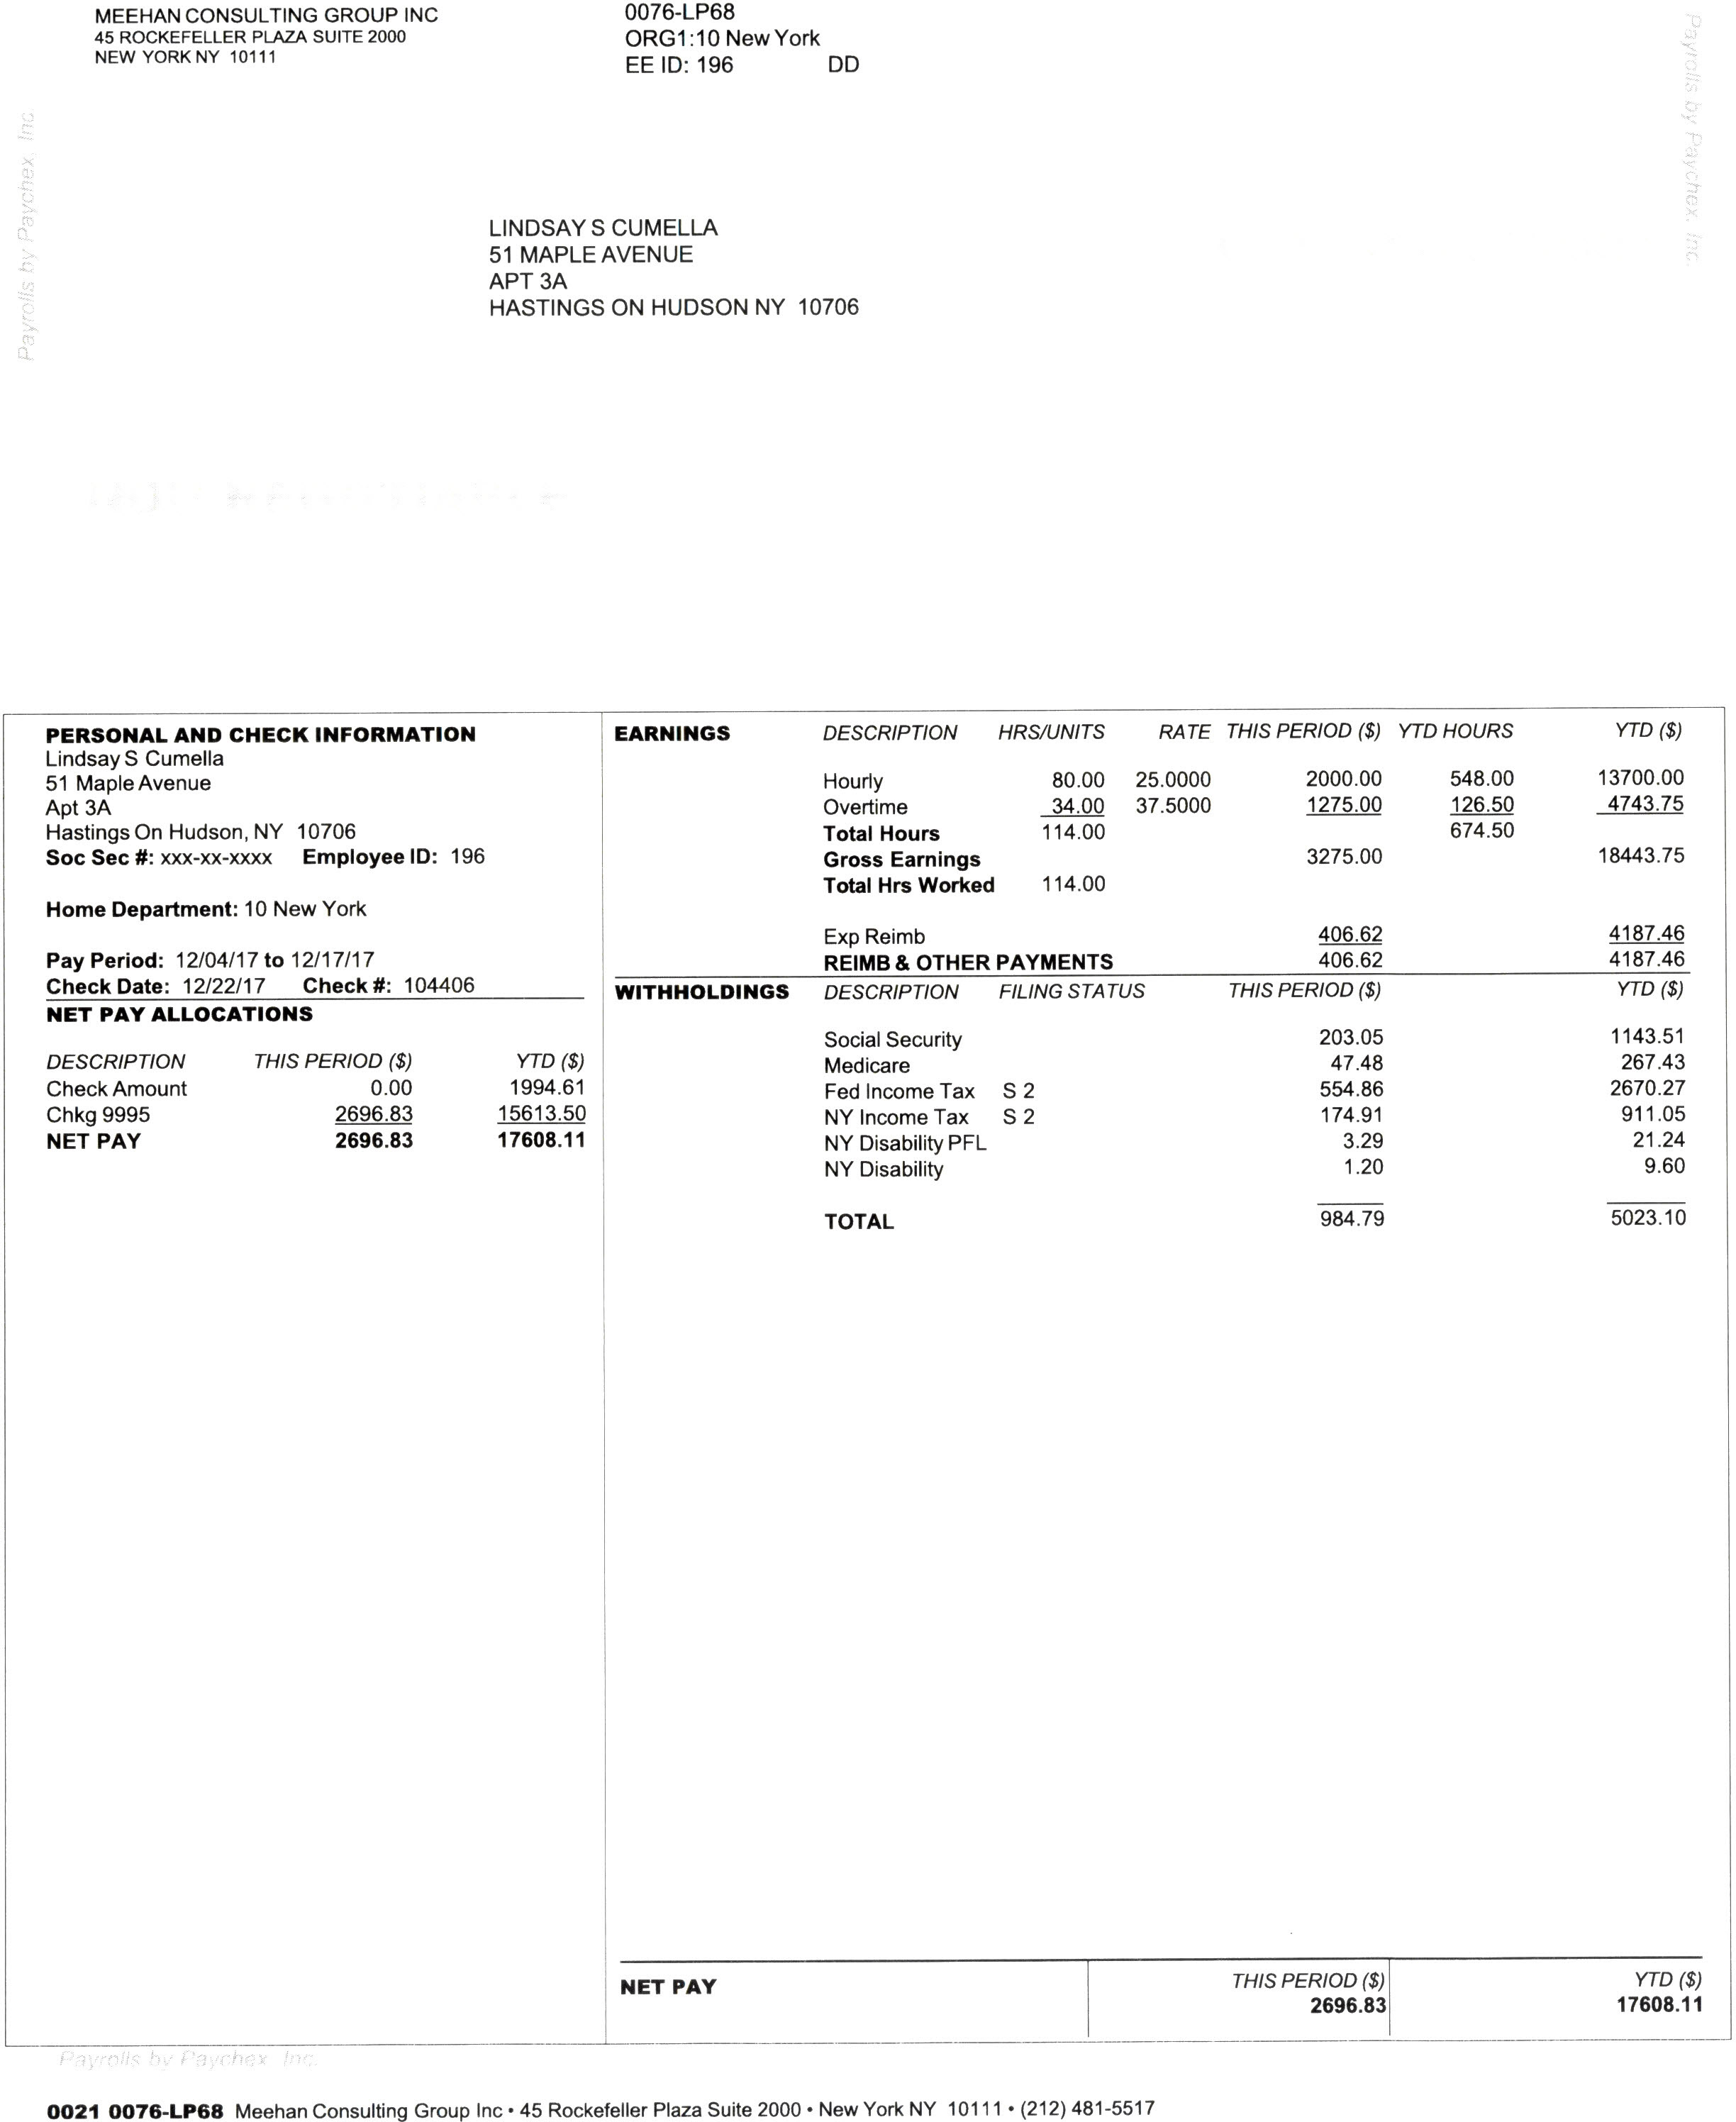 MEEHAN CONSULTING GROUP INC
45 ROCKEFELLER PLAZA SUITE 2000
NEW YORK NY 10111
0076-LP68
ORG1:10 New York
EE ID: 196 DD
Payrolls by Paychex, Inc.
Payrolls by Paychex, Inc.
LINDSAY S CUMELLA
51 MAPLE AVENUE
APT 3A
HASTINGS ON HUDSON NY 10706
PERSONAL AND CHECK INFORMATION
Lindsay S Cumella
51 Maple Avenue
Apt 3A
Hastings On Hudson, NY 10706
Soc Sec #: xxx-xx-xxxx Employee ID: 196
Home Department: 10 New York
Pay Period: 12/04/17 to 12/17/17
Check Date: 12/22/17 Check #: 104406
NET PAY ALLOCATIONS
DESCRIPTION THIS PERIOD ($) YTD ($)
Check Amount 0.00 1994.61
Chkg 9995 2696.83 15613.50
NET PAY 2696.83 17608.11
EARNINGS DESCRIPTION HRS/UNITS RATE THIS PERIOD ($) YTD HOURS YTD ($)
Hourly 80.00 25.0000 2000.00 548.00 13700.00
Overtime 34.00 37.5000 1275.00 126.50 4743.75
Total Hours 114.00 674.50
Gross Earnings 3275.00 18443.75
Total Hrs Worked 114.00
Exp Reimb 406.62 4187.46
REIMB & OTHER PAYMENTS 406.62 4187.46
WITHHOLDINGS DESCRIPTION FILING STATUS THIS PERIOD ($) YTD ($)
Social Security 203.05 1143.51
Medicare 47.48 267.43
Fed Income Tax S 2 554.86 2670.27
NY Income Tax S 2 174.91 911.05
NY Disability PFL 3.29 21.24
NY Disability 1.20 9.60
TOTAL 984.79 5023.10
NET PAY THIS PERIOD ($) YTD ($)
2696.83 17608.11
Payrolls by Paychex, Inc.
0021 0076-LP68 Meehan Consulting Group Inc • 45 Rockefeller Plaza Suite 2000 • New York NY 10111 • (212) 481-5517